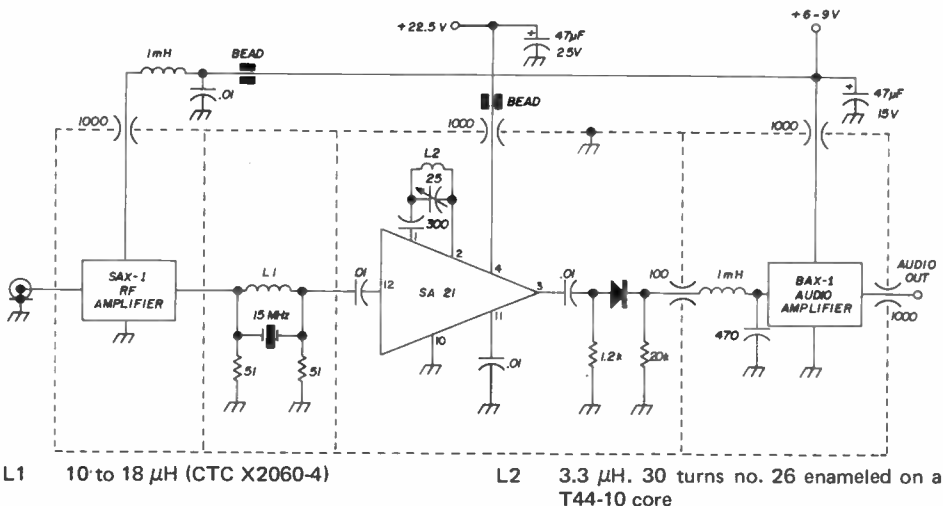 +22.5 V
47µF
25V
+6-9V
1mH
BEAD
.01
BEAD
47µF
15V
1000
1000
1000
L2
25
300
1
2
SAX-1
RF
AMPLIFIER
L1
15 MHz
51
51
.01
12
SA 21
4
3
10
11
.01
.01
1.2k
20k
100
1mH
470
BAX-1
AUDIO
AMPLIFIER
AUDIO
OUT
1000
L1 10 to 18 µH (CTC X2060-4)
L2 3.3 µH. 30 turns no. 26 enameled on a
T44-10 core